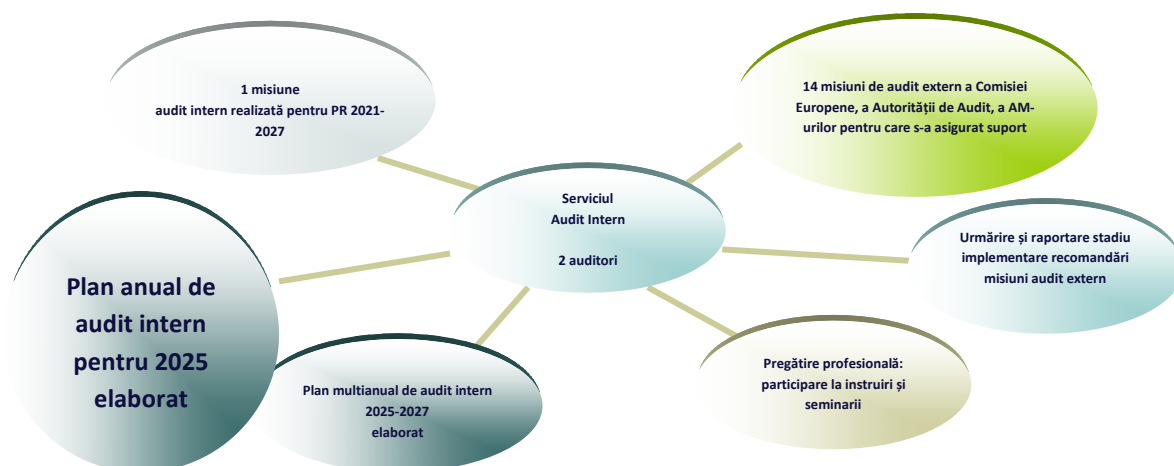 1 misiune
audit intern realizată pentru PR 2021-
2027
14 misiuni de audit extern a Comisiei
Europene, a Autorității de Audit, a AM-
urilor pentru care s-a asigurat suport
Serviciul
Audit Intern
2 auditori
Urmărire și raportare stadiu
implementare recomandări
misiuni audit extern
Plan anual de
audit intern
pentru 2025
elaborat
Plan multianual de audit intern
2025-2027
elaborat
Pregătire profesională:
participare la instruiri și
seminarii